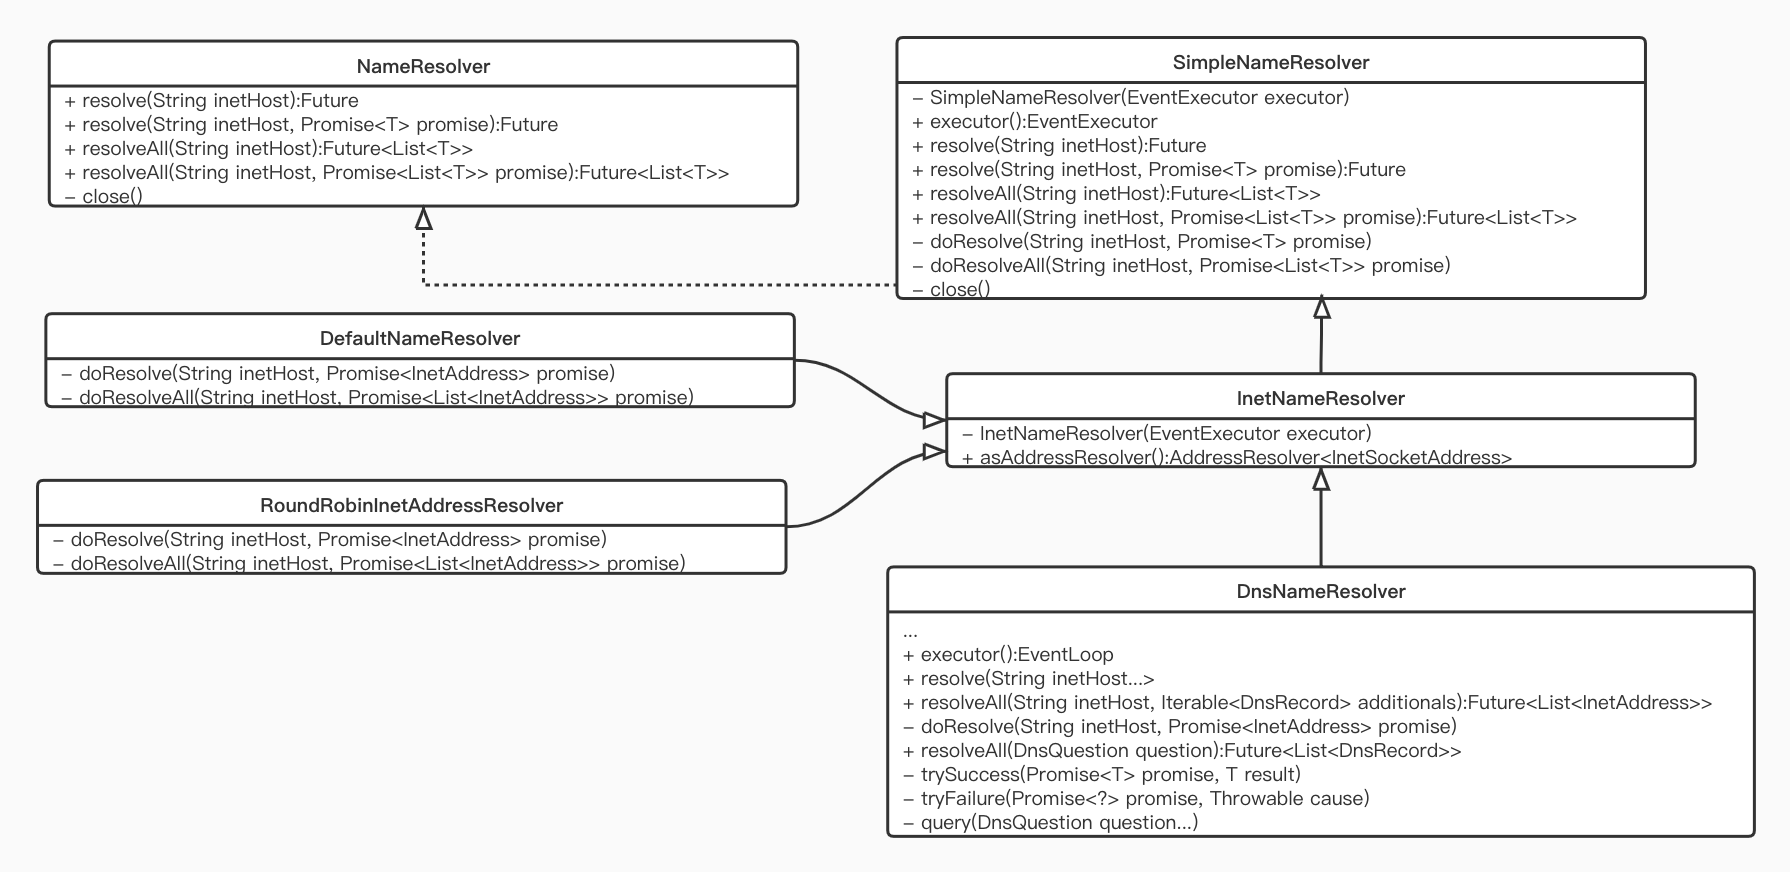 NameResolver
+ resolve(String inetHost):Future
+ resolve(String inetHost, Promise<T> promise):Future
+ resolveAll(String inetHost):Future<List<T>>
+ resolveAll(String inetHost, Promise<List<T>> promise):Future<List<T>>
– close()
SimpleNameResolver
– SimpleNameResolver(EventExecutor executor)
+ executor():EventExecutor
+ resolve(String inetHost):Future
+ resolve(String inetHost, Promise<T> promise):Future
+ resolveAll(String inetHost):Future<List<T>>
+ resolveAll(String inetHost, Promise<List<T>> promise):Future<List<T>>
– doResolve(String inetHost, Promise<T> promise)
– doResolveAll(String inetHost, Promise<List<T>> promise)
– close()
DefaultNameResolver
– doResolve(String inetHost, Promise<InetAddress> promise)
– doResolveAll(String inetHost, Promise<List<InetAddress>> promise)
InetNameResolver
– InetNameResolver(EventExecutor executor)
+ asAddressResolver():AddressResolver<InetSocketAddress>
RoundRobinInetAddressResolver
– doResolve(String inetHost, Promise<InetAddress> promise)
– doResolveAll(String inetHost, Promise<List<InetAddress>> promise)
DnsNameResolver
...
+ executor():EventLoop
+ resolve(String inetHost...>
+ resolveAll(String inetHost, Iterable<DnsRecord> additionals):Future<List<InetAddress>>
– doResolve(String inetHost, Promise<InetAddress> promise)
+ resolveAll(DnsQuestion question):Future<List<DnsRecord>>
– trySuccess(Promise<T> promise, T result)
– tryFailure(Promise<?> promise, Throwable cause)
– query(DnsQuestion question...)